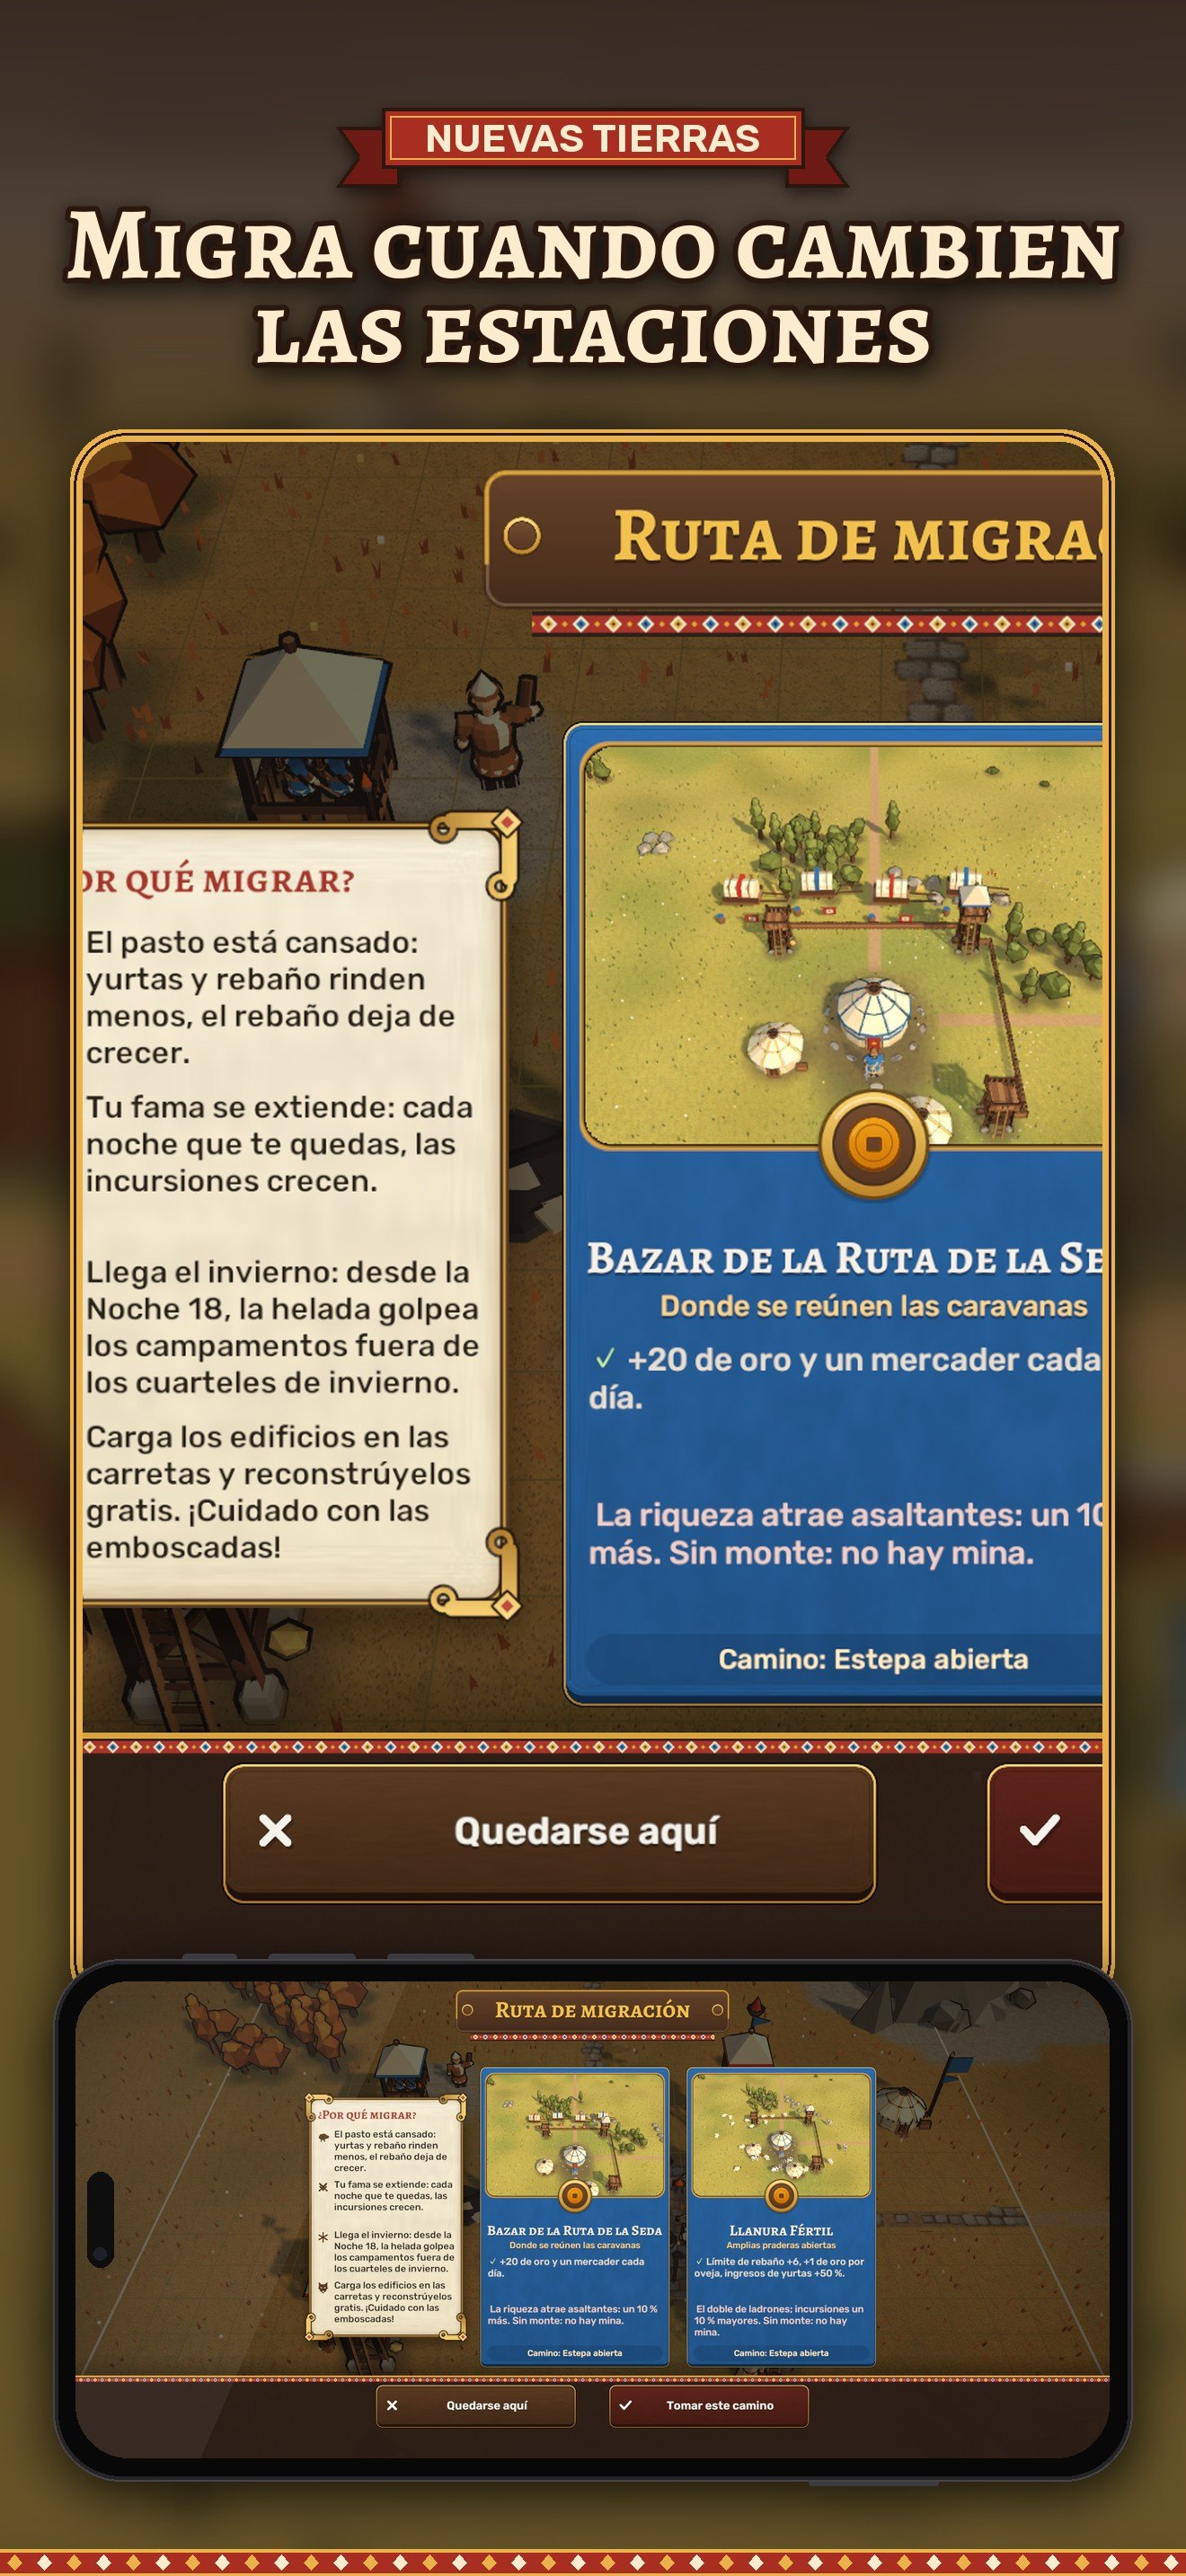 NUEVAS TIERRAS
MIGRA CUANDO CAMBIEN
LAS ESTACIONES
RUTA DE MIGRAC
OR QUÉ MIGRAR?
El pasto está cansado:
yurtas y rebaño rinden
menos, el rebaño deja de
crecer.
Tu fama se extiende: cada
noche que te quedas, las
incursiones crecen.
Llega el invierno: desde la
Noche 18, la helada golpea
los campamentos fuera de
los cuarteles de invierno.
Carga los edificios en las
carretas y reconstrúyelos
gratis. ¡Cuidado con las
emboscadas!
BAZAR DE LA RUTA DE LA SE
Donde se reúnen las caravanas
✓ +20 de oro y un mercader cada
día.
La riqueza atrae asaltantes: un 10
más. Sin monte: no hay mina.
Camino: Estepa abierta
Quedarse aquí
RUTA DE MIGRACIÓN
¿POR QUÉ MIGRAR?
El pasto está cansado:
yurtas y rebaño rinden
menos, el rebaño deja de
crecer.
Tu fama se extiende: cada
noche que te quedas, las
incursiones crecen.
Llega el invierno: desde la
Noche 18, la helada golpea
los campamentos fuera de
los cuarteles de invierno.
Carga los edificios en las
carretas y reconstrúyelos
gratis. ¡Cuidado con las
emboscadas!
BAZAR DE LA RUTA DE LA SEDA
Donde se reúnen las caravanas
✓ +20 de oro y un mercader cada
día.
La riqueza atrae asaltantes: un 10 %
más. Sin monte: no hay mina.
Camino: Estepa abierta
LLANURA FÉRTIL
Amplias praderas abiertas
✓ Límite de rebaño +6, +1 de oro por
oveja, ingresos de yurtas +50 %.
El doble de ladrones; incursiones un
10 % mayores. Sin monte: no hay
mina.
Camino: Estepa abierta
Quedarse aquí
Tomar este camino